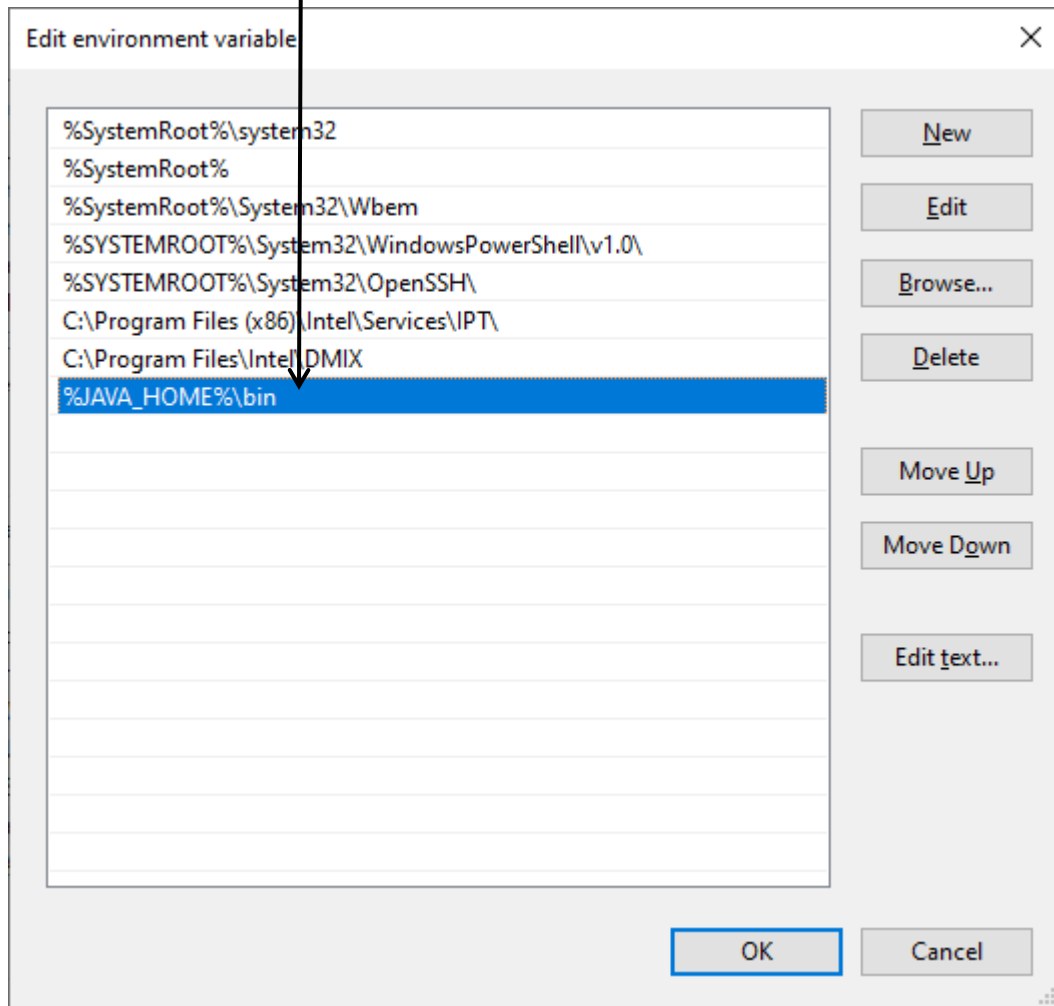 Edit environment variable
%SystemRoot%\system32
%SystemRoot%
%SystemRoot%\System32\Wbem
%SYSTEMROOT%\System32\WindowsPowerShell\v1.0\
%SYSTEMROOT%\System32\OpenSSH\
C:\Program Files (x86)\Intel\Services\IPT\
C:\Program Files\Intel\DMIX
%JAVA_HOME%\bin
New
Edit
Browse...
Delete
Move Up
Move Down
Edit text...
OK
Cancel